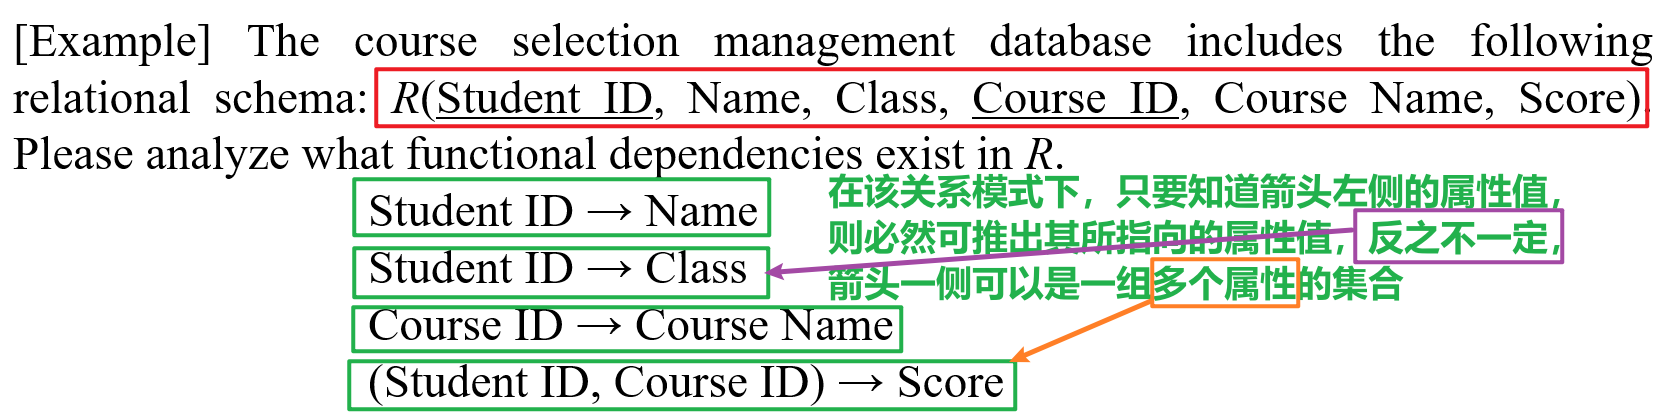 [Example] The course selection management database includes the following
relational schema: R(Student ID, Name, Class, Course ID, Course Name, Score).
Please analyze what functional dependencies exist in R.
Student ID → Name
Student ID → Class
Course ID → Course Name
(Student ID, Course ID) → Score
在该关系模式下，只要知道箭头左侧的属性值，
则必然可推出其所指向的属性值，反之不一定，
箭头一侧可以是一组多个属性的集合